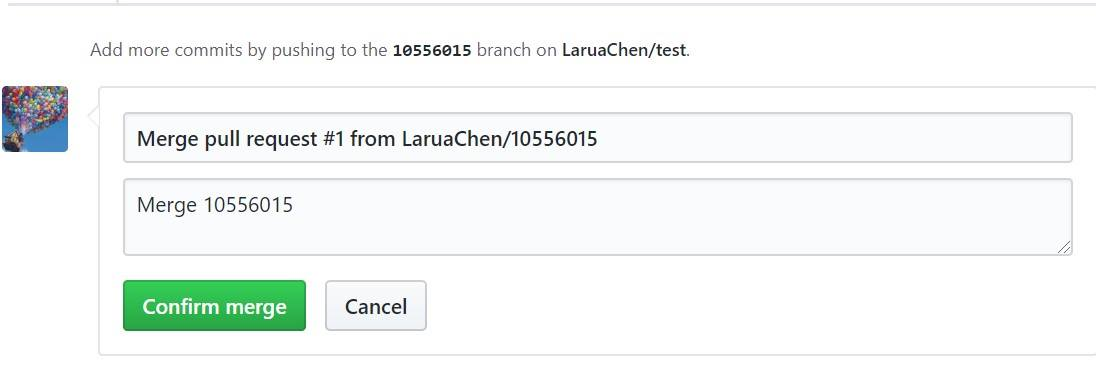 Add more commits by pushing to the 10556015 branch on LaruaChen/test.
Merge pull request #1 from LaruaChen/10556015
Merge 10556015
Confirm merge Cancel